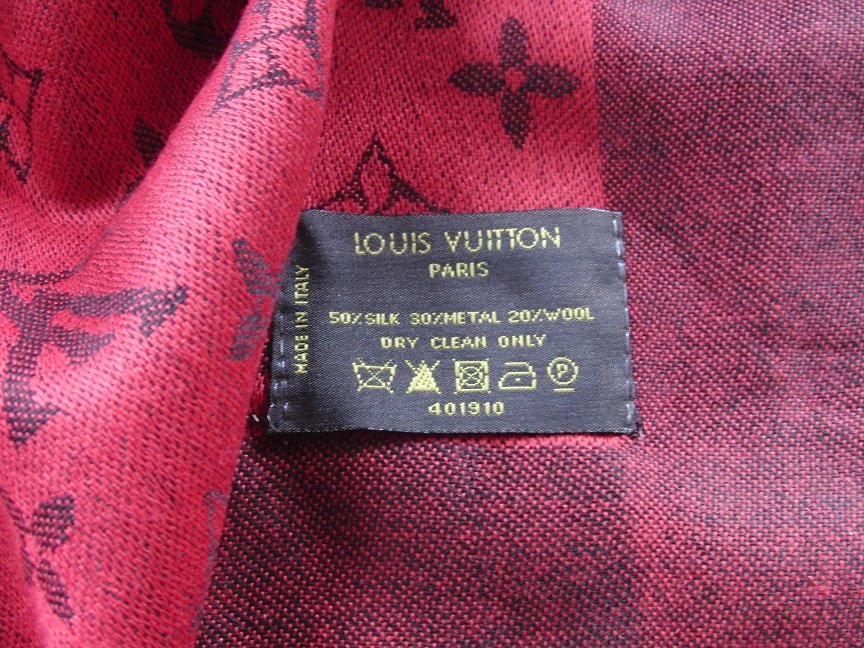 LOUIS VUITTON
PARIS
MADE IN ITALY
50%SILK 30%METAL 20%WOOL
DRY CLEAN ONLY
P
401910